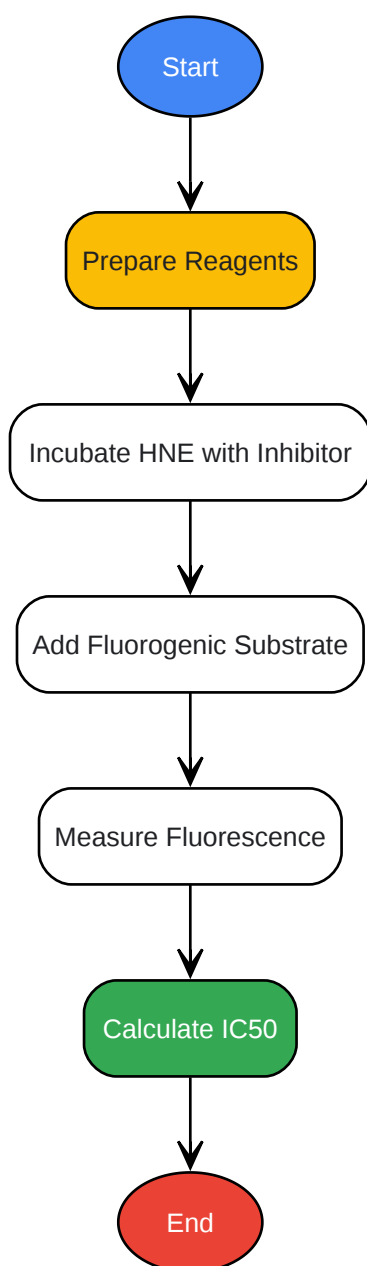 Start
Prepare Reagents
Incubate HNE with Inhibitor
Add Fluorogenic Substrate
Measure Fluorescence
Calculate IC50
End